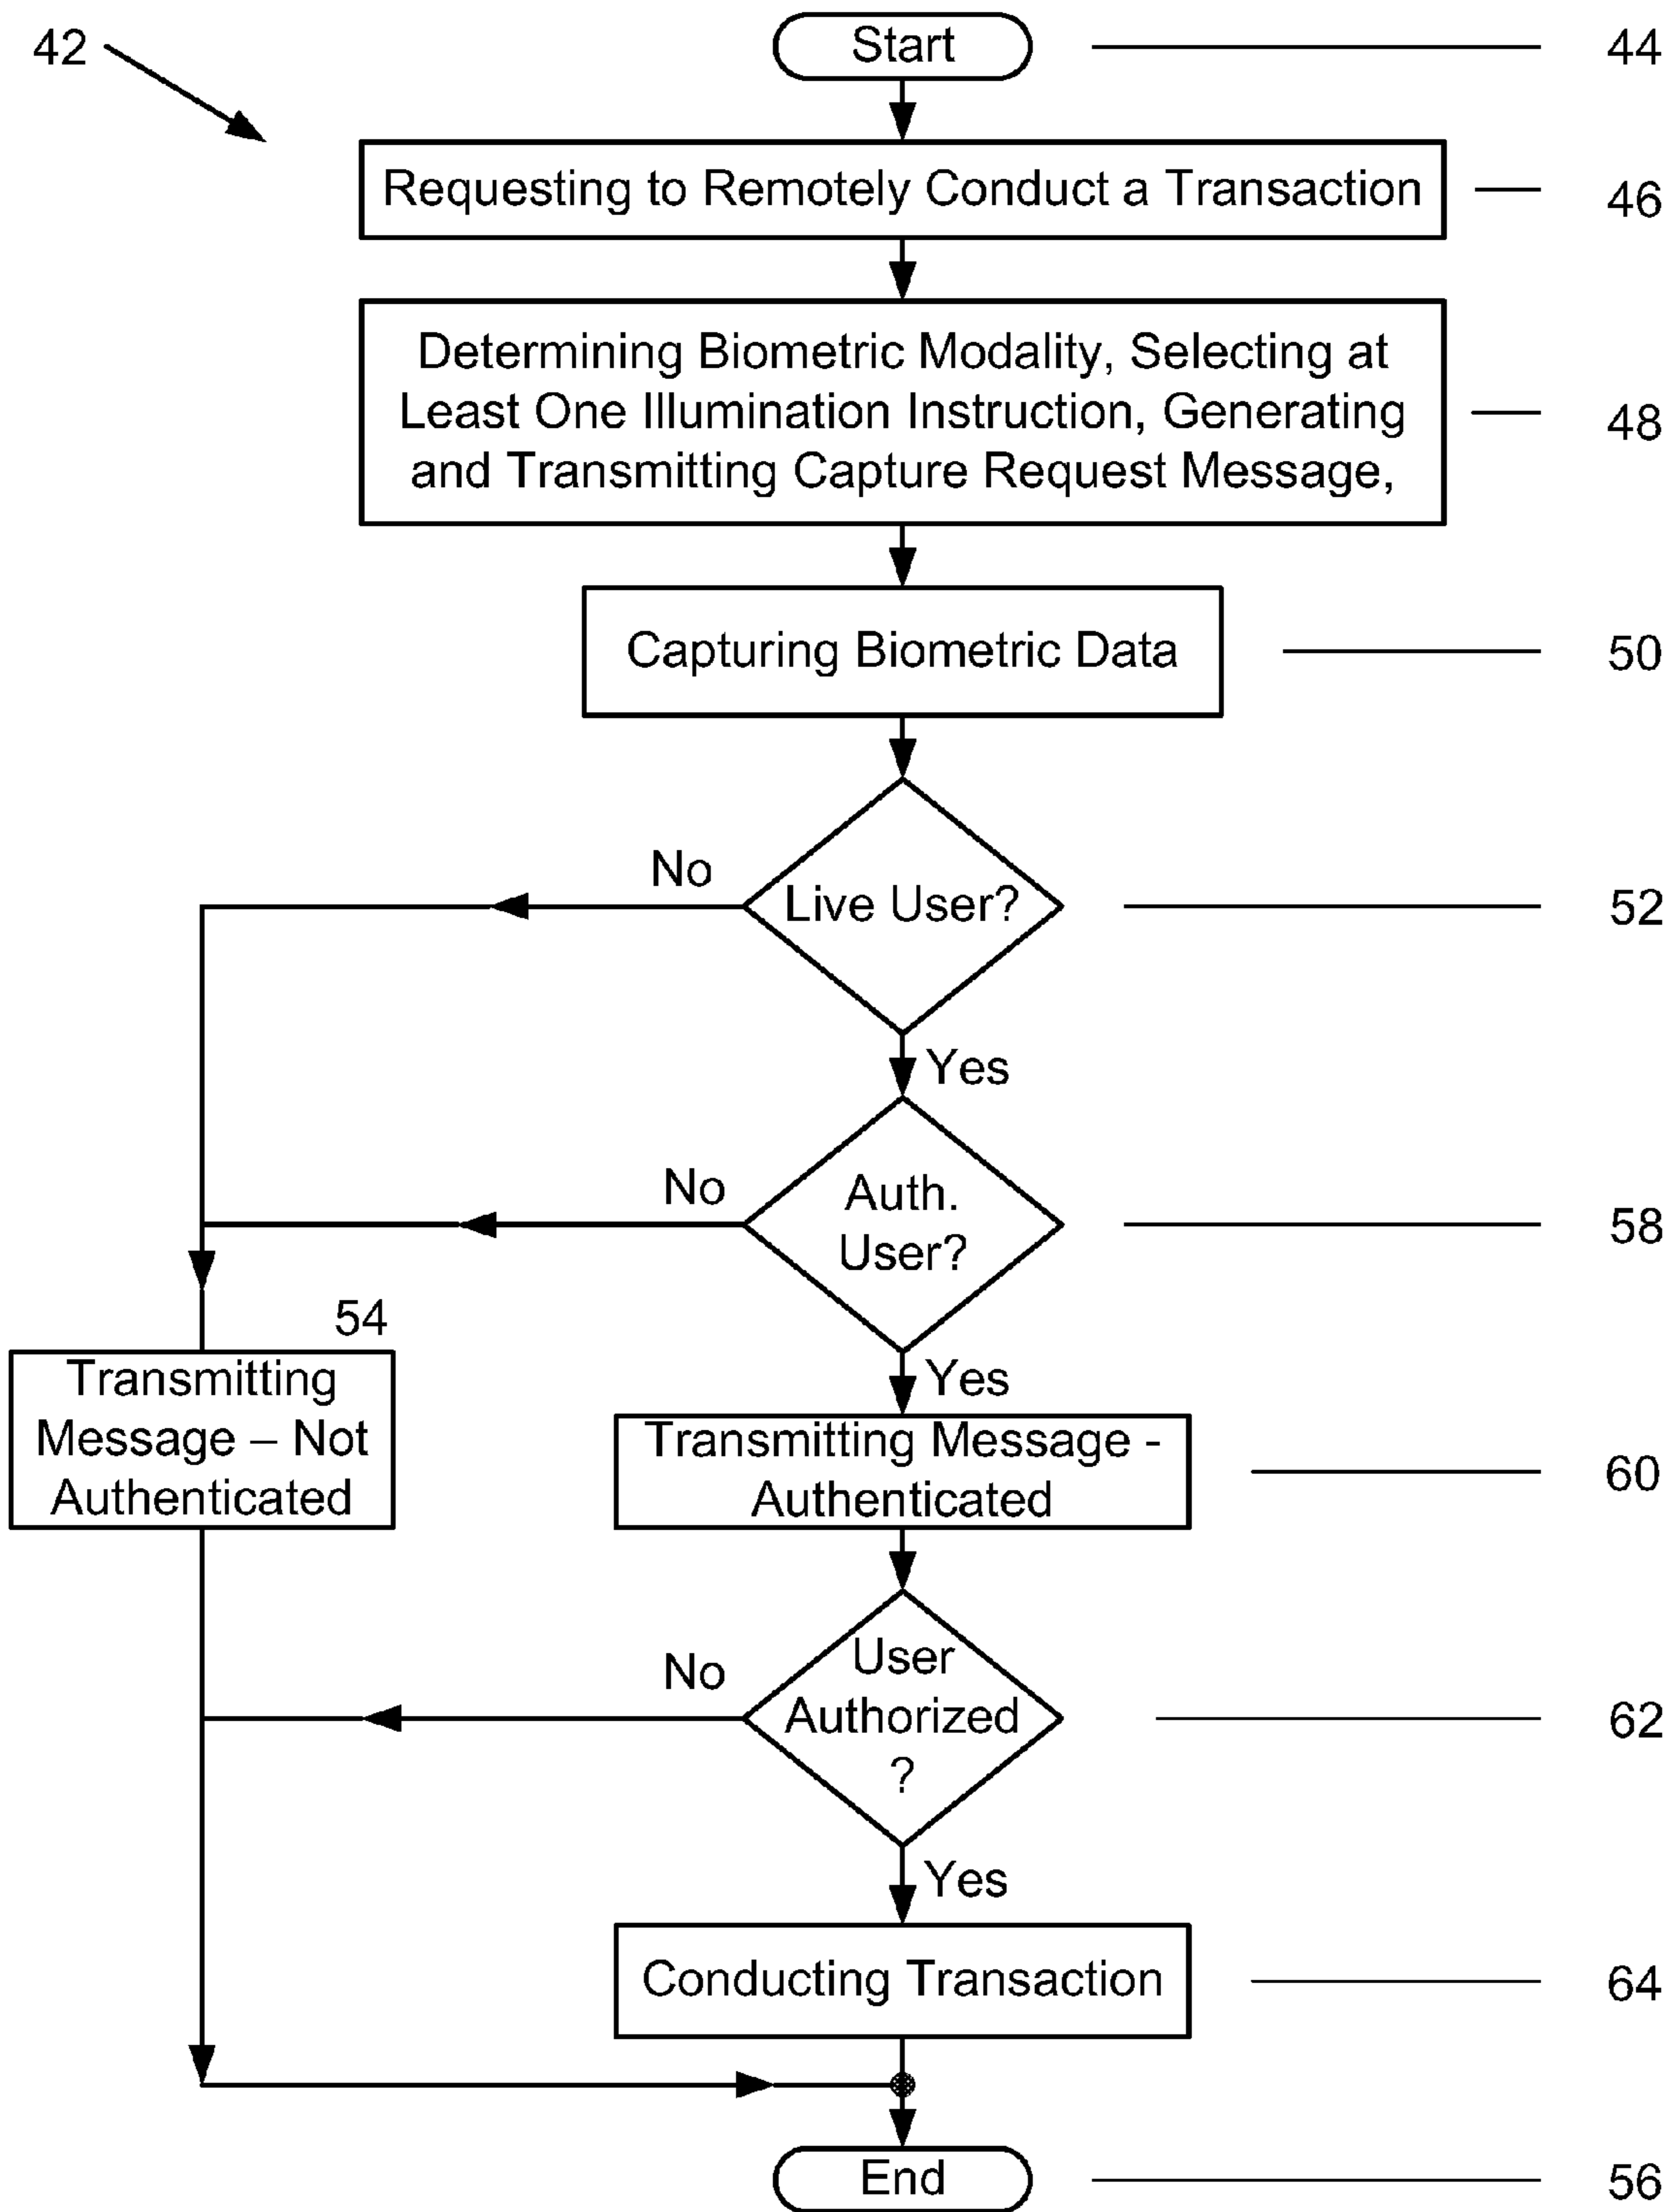 42
Start
44
Requesting to Remotely Conduct a Transaction
46
Determining Biometric Modality, Selecting at
Least One Illumination Instruction, Generating
and Transmitting Capture Request Message,
48
Capturing Biometric Data
50
No
Live User?
52
Yes
No
Auth.
User?
58
54
Transmitting
Message – Not
Authenticated
Yes
Transmitting Message -
Authenticated
60
No
User
Authorized
?
62
Yes
Conducting Transaction
64
End
56